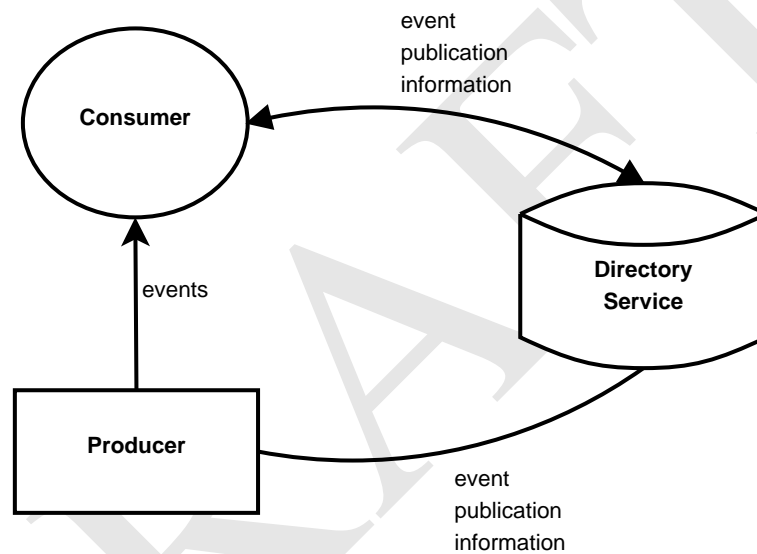 event
publication
information
Consumer
Directory
Service
events
Producer
event
publication
information